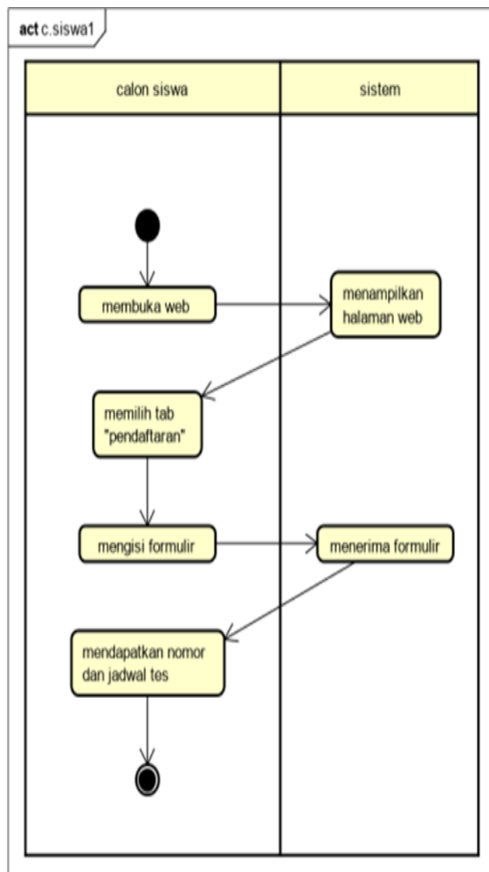 act c.siswa1
calon siswa
sistem
membuka web
menampilkan
halaman web
memilih tab
"pendaftaran"
mengisi formulir
menerima formulir
mendapatkan nomor
dan jadwal tes